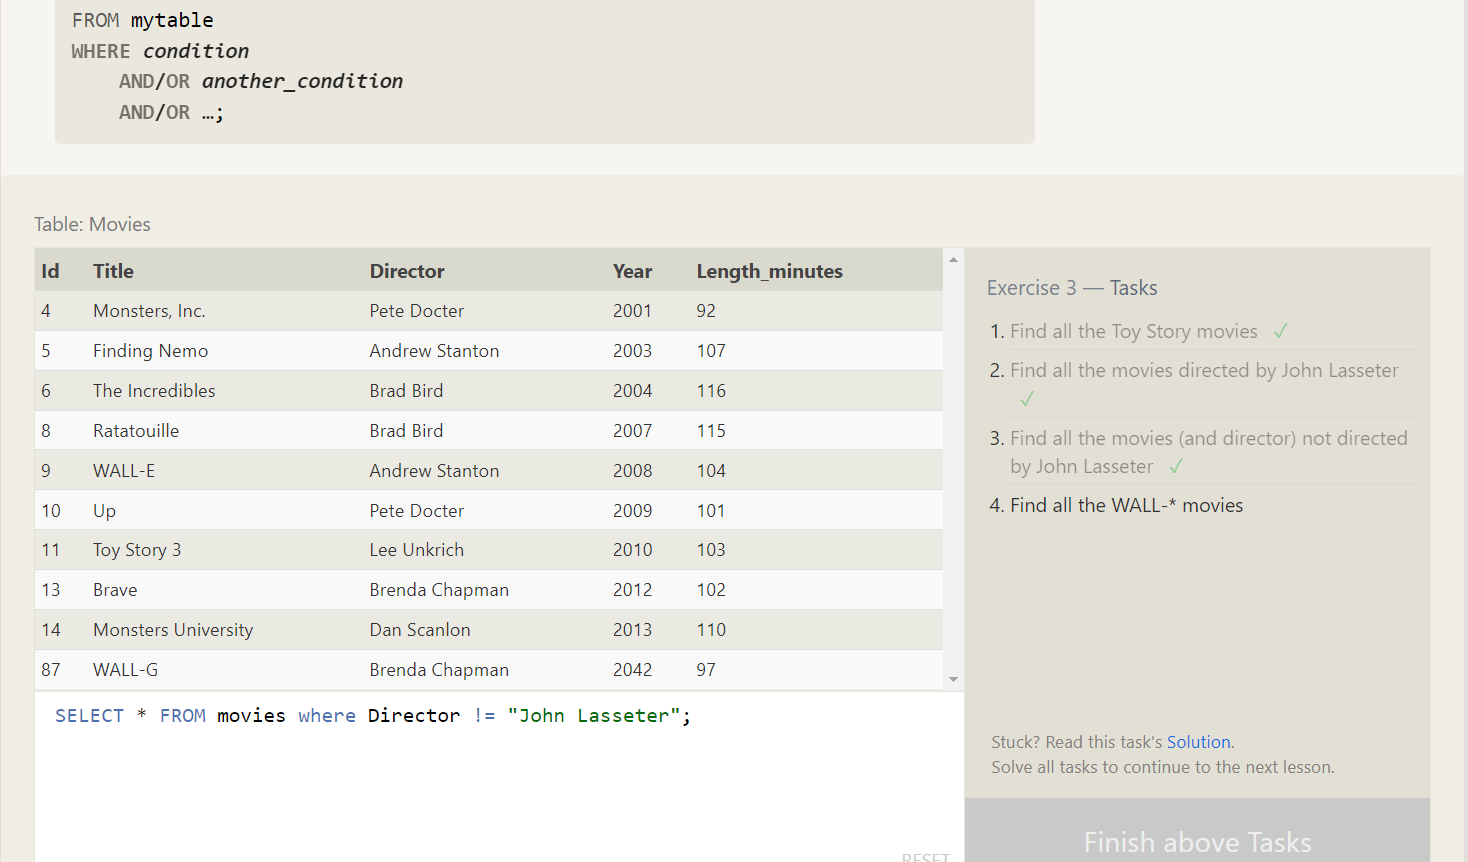 FROM mytable
WHERE condition
AND/OR another_condition
AND/OR …;
Table: Movies
Id Title Director Year Length_minutes
4 Monsters, Inc. Pete Docter 2001 92
5 Finding Nemo Andrew Stanton 2003 107
6 The Incredibles Brad Bird 2004 116
8 Ratatouille Brad Bird 2007 115
9 WALL-E Andrew Stanton 2008 104
10 Up Pete Docter 2009 101
11 Toy Story 3 Lee Unkrich 2010 103
13 Brave Brenda Chapman 2012 102
14 Monsters University Dan Scanlon 2013 110
87 WALL-G Brenda Chapman 2042 97
SELECT * FROM movies where Director != "John Lasseter";
RESET
Exercise 3 — Tasks
1. Find all the Toy Story movies ✓
2. Find all the movies directed by John Lasseter
✓
3. Find all the movies (and director) not directed
by John Lasseter ✓
4. Find all the WALL-* movies
Stuck? Read this task's Solution.
Solve all tasks to continue to the next lesson.
Finish above Tasks